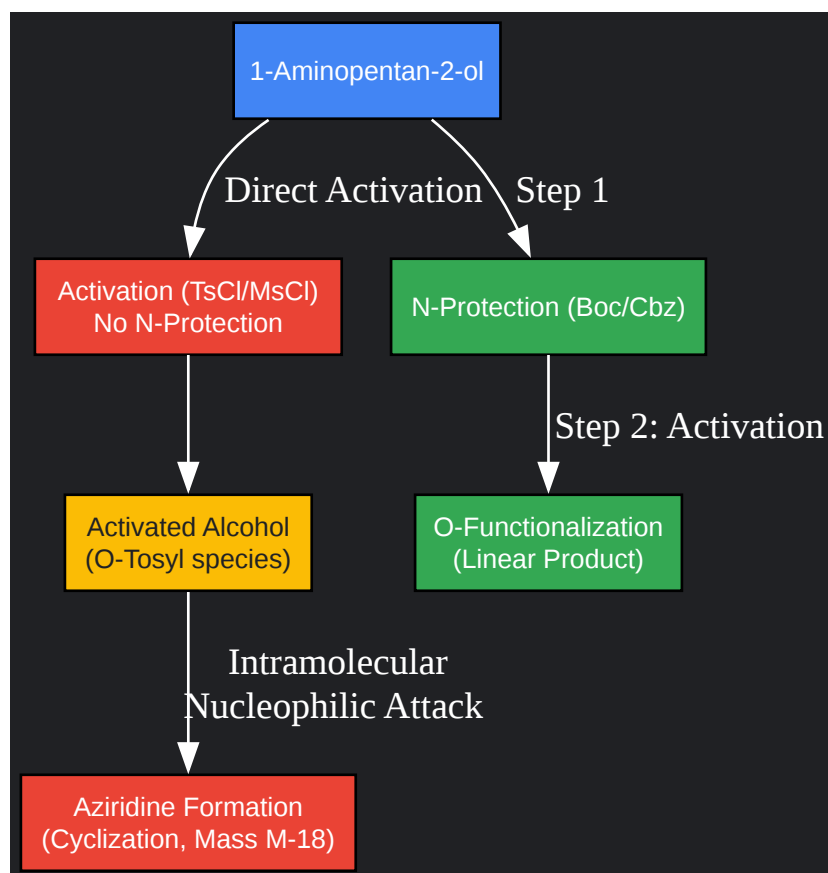 1-Aminopentan-2-ol
Direct Activation
Step 1
Activation (TsCl/MsCl)
No N-Protection
N-Protection (Boc/Cbz)
Step 2: Activation
Activated Alcohol
(O-Tosyl species)
O-Functionalization
(Linear Product)
Intramolecular
Nucleophilic Attack
Aziridine Formation
(Cyclization, Mass M-18)